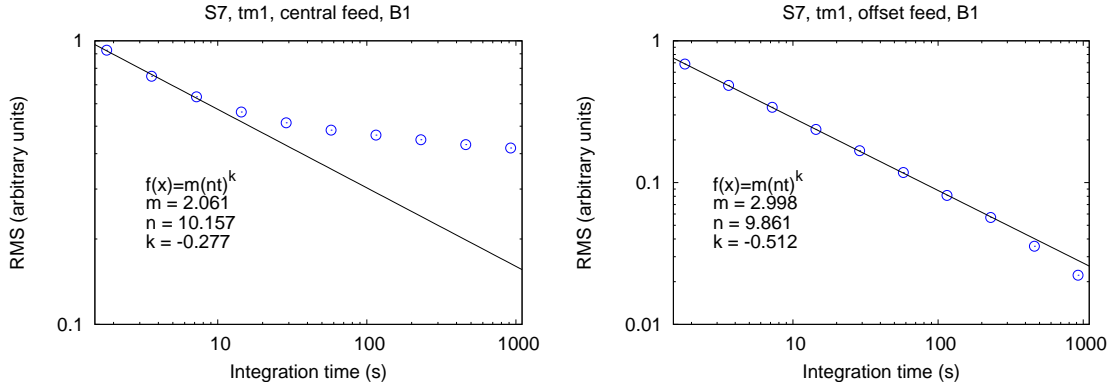 S7, tm1, central feed, B1
1
0.1
RMS (arbitrary units)
f(x)=m(nt)^k
m = 2.061
n = 10.157
k = -0.277
10 100 1000
Integration time (s)
S7, tm1, offset feed, B1
1
0.1
0.01
RMS (arbitrary units)
f(x)=m(nt)^k
m = 2.998
n = 9.861
k = -0.512
10 100 1000
Integration time (s)